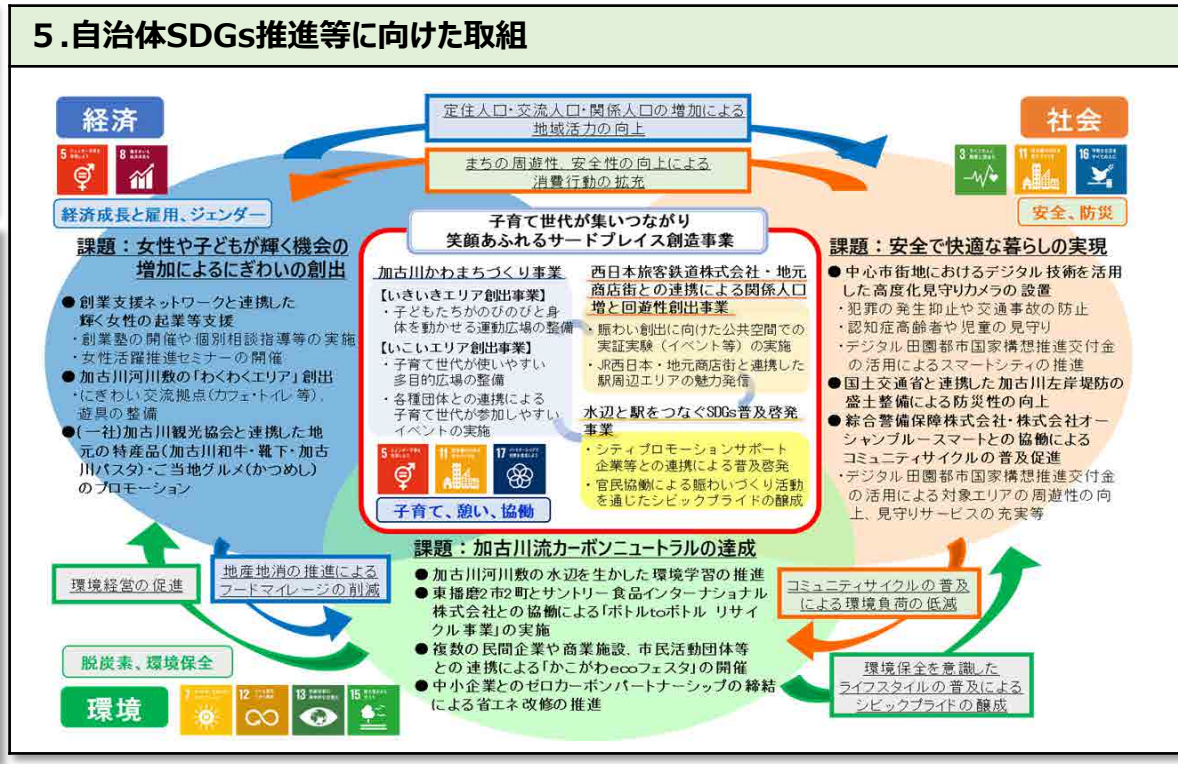 ５.自治体SDGs推進等に向けた取組
経済
5
8
経済成長と雇用、ジェンダー
定住人口・交流人口・関係人口の増加による
地域活力の向上
まちの周遊性、安全性の向上による
消費行動の拡充
社会
3
11
16
安全、防災
課題：女性や子どもが輝く機会の
増加によるにぎわいの創出
● 創業支援ネットワークと連携した
輝く女性の起業等支援
・創業塾の開催や個別相談指導等の実施
・女性活躍推進セミナーの開催
● 加古川河川敷の「わくわくエリア」創出
・にぎわい交流拠点(カフェ・トイレ 等)、
遊具の整備
●(一社)加古川観光協会と連携した地
元の特産品(加古川和牛・靴下・加古
川パスタ)・ご当地グルメ(かつめし)
のプロモーション
子育て世代が集いつながり
笑顔あふれるサードプレイス創造事業
加古川かわまちづくり事業
【いきいきエリア創出事業】
・子どもたちがのびのびと身
体を動かせる運動広場の整備
【いこいエリア創出事業】
・子育て世代が使いやすい
多目的広場の整備
・各種団体との連携による
子育て世代が参加しやすい
イベントの実施
5
11
17
子育て、憩い、協働
西日本旅客鉄道株式会社・地元
商店街との連携による関係人口
増と回遊性創出事業
・賑わい創出に向けた公共空間での
実証実験（イベント等）の実施
・JR西日本・地元商店街と連携した
駅周辺エリアの魅力発信
水辺と駅をつなぐSDGs普及啓発
事業
・シティプロモーションサポート
企業等との連携による普及啓発
・官民協働による賑わいづくり活動
を通じたシビックプライドの醸成
課題：安全で快適な暮らしの実現
● 中心市街地におけるデジタル技術を活用
した高度化見守りカメラの設置
・犯罪の発生抑止や交通事故の防止
・認知症高齢者や児童の見守り
・デジタル田園都市国家構想推進交付金
の活用によるスマートシティの推進
● 国土交通省と連携した加古川左岸堤防の
盛土整備による防災性の向上
● 綜合警備保障株式会社・株式会社オー
シャンブルースマートとの協働による
コミュニティサイクルの普及促進
・デジタル田園都市国家構想推進交付金
の活用による対象エリアの周遊性の向
上、見守りサービスの充実等
課題：加古川流カーボンニュートラルの達成
● 加古川河川敷の水辺を生かした環境学習の推進
● 東播磨2市2町とサントリー食品インターナショナル
株式会社との協働による「ボトルtoボトル リサイ
クル事業」の実施
● 複数の民間企業や商業施設、市民活動団体等
との連携による「かこがわecoフェスタ」の開催
● 中小企業とのゼロカーボンパートナーシップの締結
による省エネ改修の推進
環境経営の促進
地産地消の推進による
フードマイレージの削減
コミュニティサイクルの普及
による環境負荷の低減
環境保全を意識した
ライフスタイルの普及による
シビックプライドの醸成
脱炭素、環境保全
環境
7
12
13
15